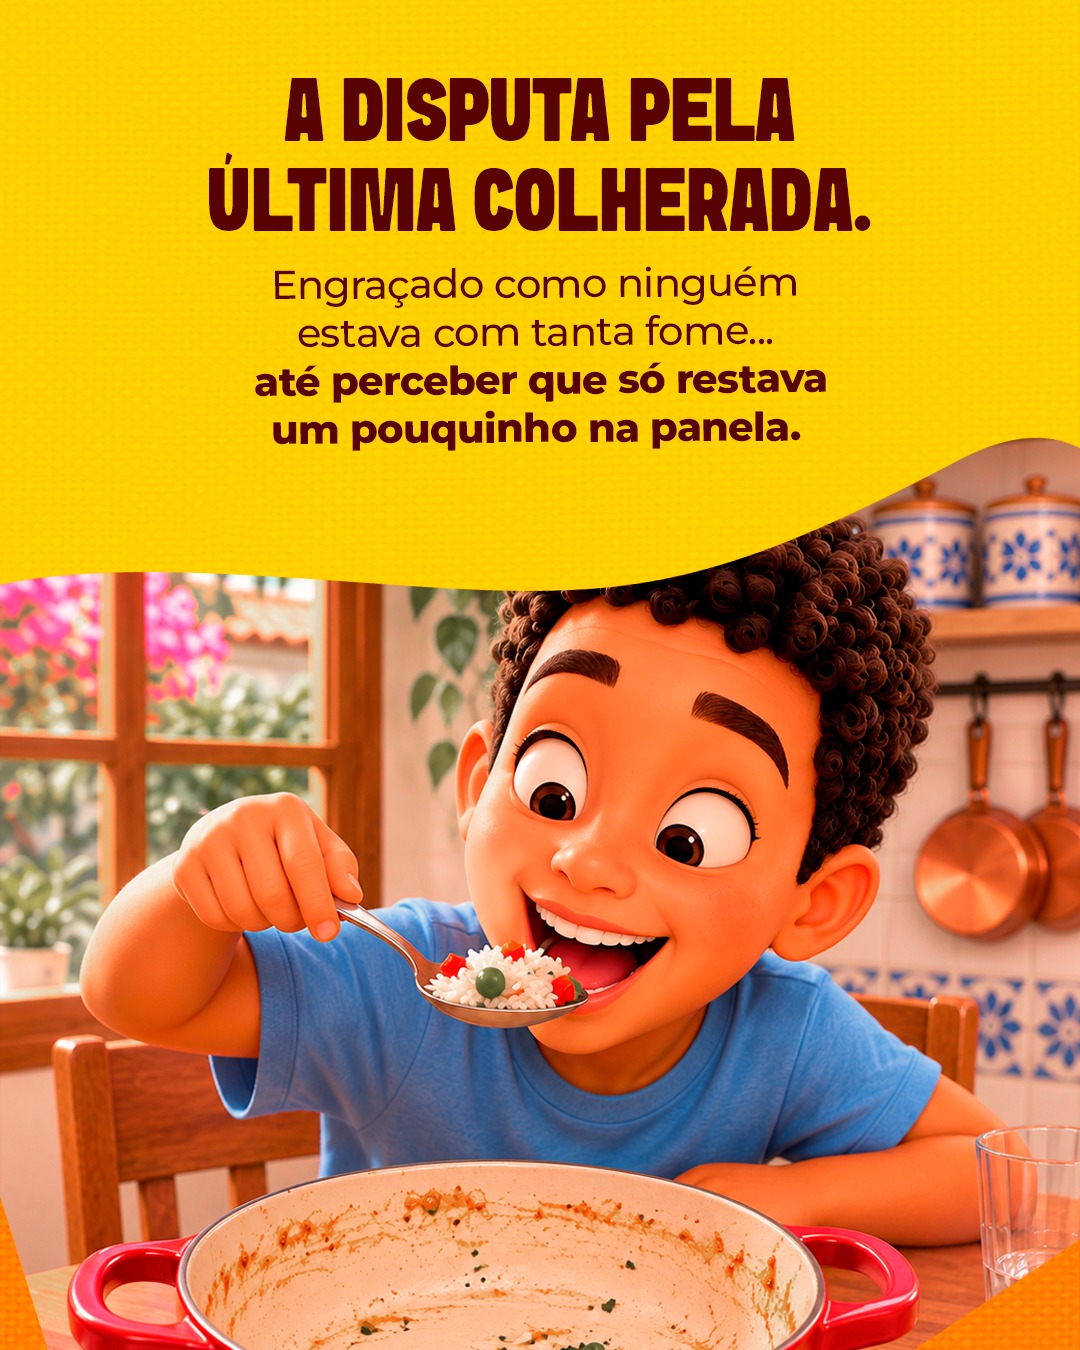 A DISPUTA PELA
ÚLTIMA COLHERADA.
Engraçado como ninguém
estava com tanta fome...
até perceber que só restava
um pouquinho na panela.